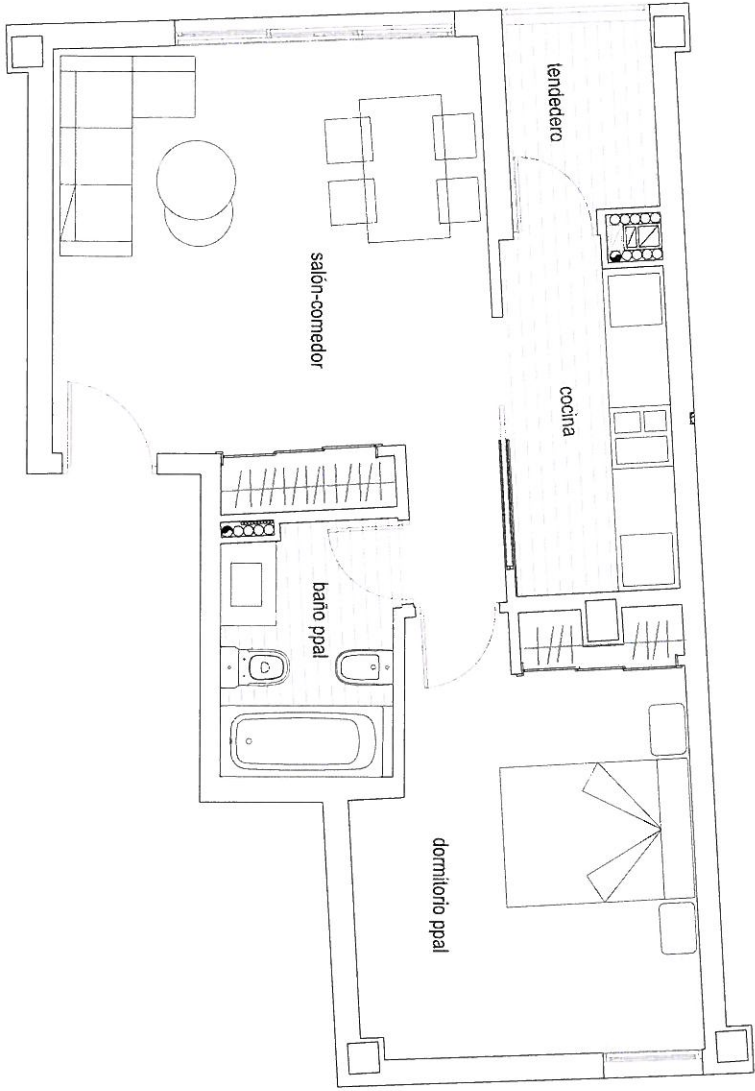 tendedero
cocina
salón-comedor
baño ppal
dormitorio ppal